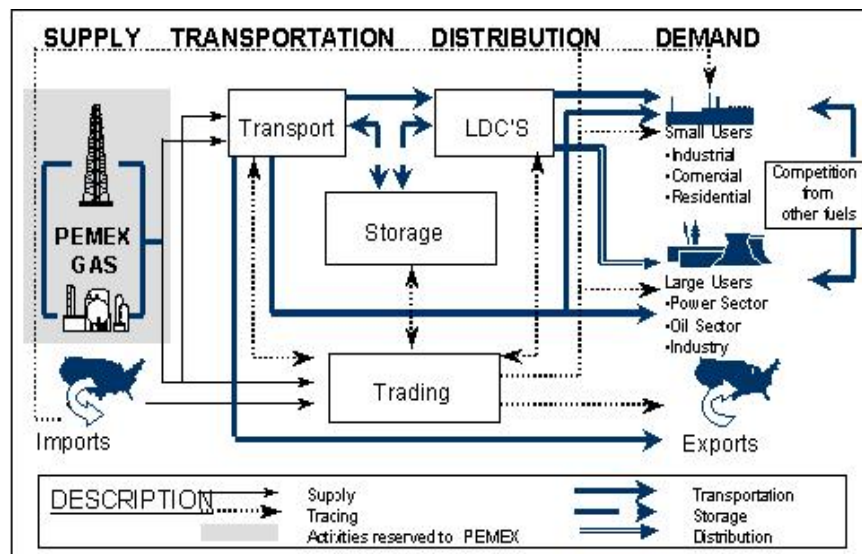 SUPPLY TRANSPORTATION DISTRIBUTION DEMAND
Transport
LDC'S
Storage
Trading
PEMEX
GAS
Imports
Small Users
•Industrial
•Comercial
•Residential
Large Users
•Power Sector
•Oil Sector
•Industry
Exports
Competition
from
other fuels
DESCRIPTION
Supply
Tracing
Activities reserved to PEMEX
Transportation
Storage
Distribution